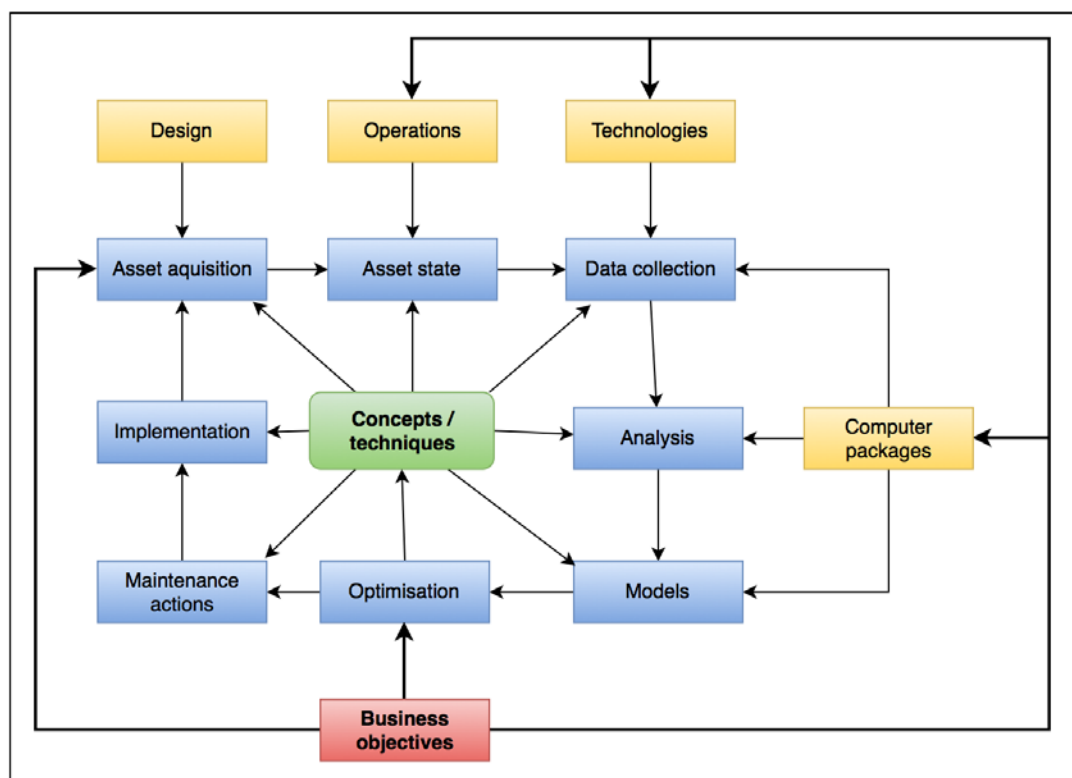 Design
Operations
Technologies
Asset aquisition
Asset state
Data collection
Implementation
Concepts /
techniques
Analysis
Computer
packages
Maintenance
actions
Optimisation
Models
Business
objectives